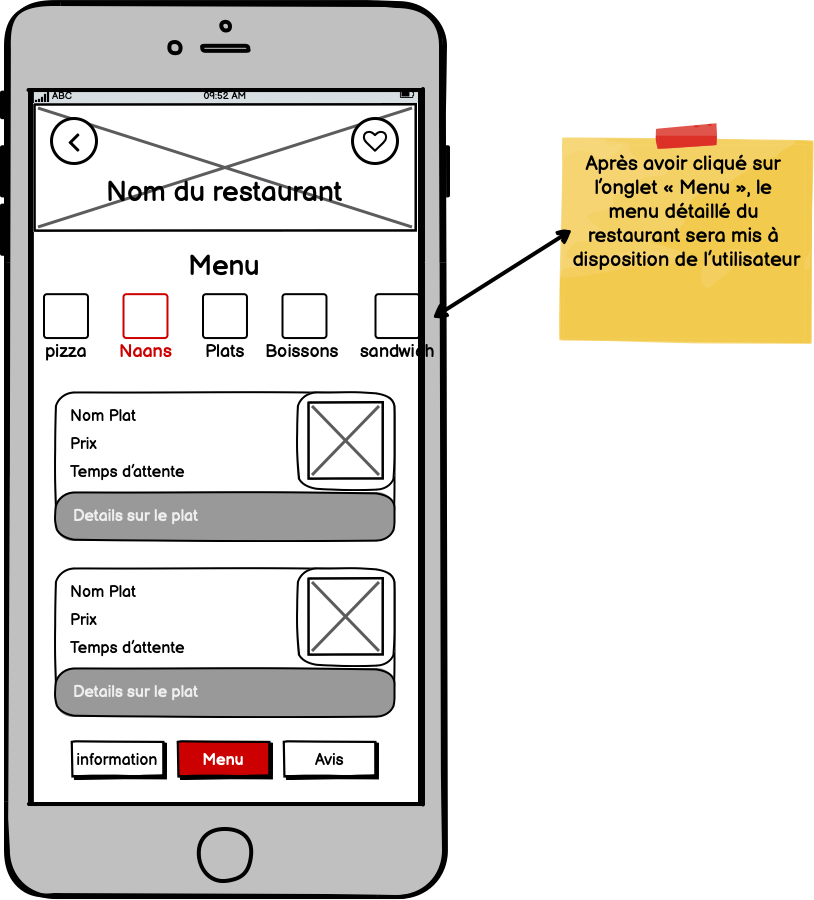 ABC 09:52 AM
Nom du restaurant
Menu
pizza Naans Plats Boissons sandwich
Nom Plat
Prix
Temps d'attente
Details sur le plat
Nom Plat
Prix
Temps d'attente
Details sur le plat
information Menu Avis
Après avoir cliqué sur
l'onglet « Menu », le
menu détaillé du
restaurant sera mis à
disposition de l'utilisateur